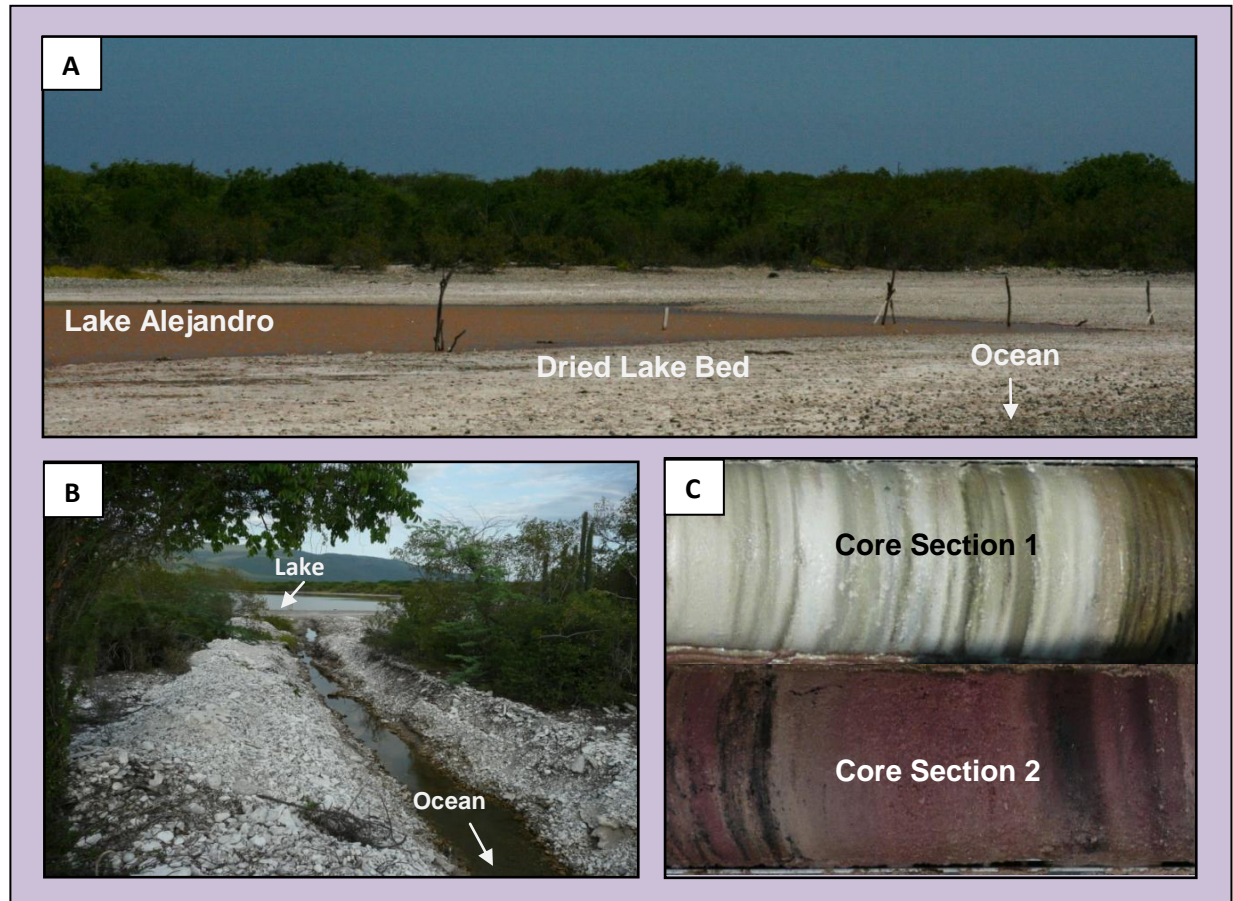 A
Lake Alejandro
Dried Lake Bed
Ocean
B
Lake
Ocean
C
Core Section 1
Core Section 2